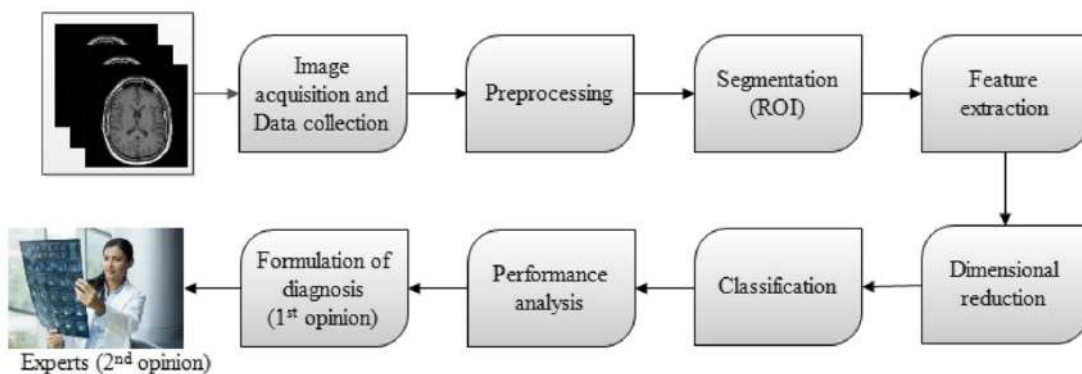 Image
acquisition and
Data collection
Preprocessing
Segmentation
(ROI)
Feature
extraction
Dimensional
reduction
Classification
Performance
analysis
Formulation of
diagnosis
(1st opinion)
Experts (2nd opinion)